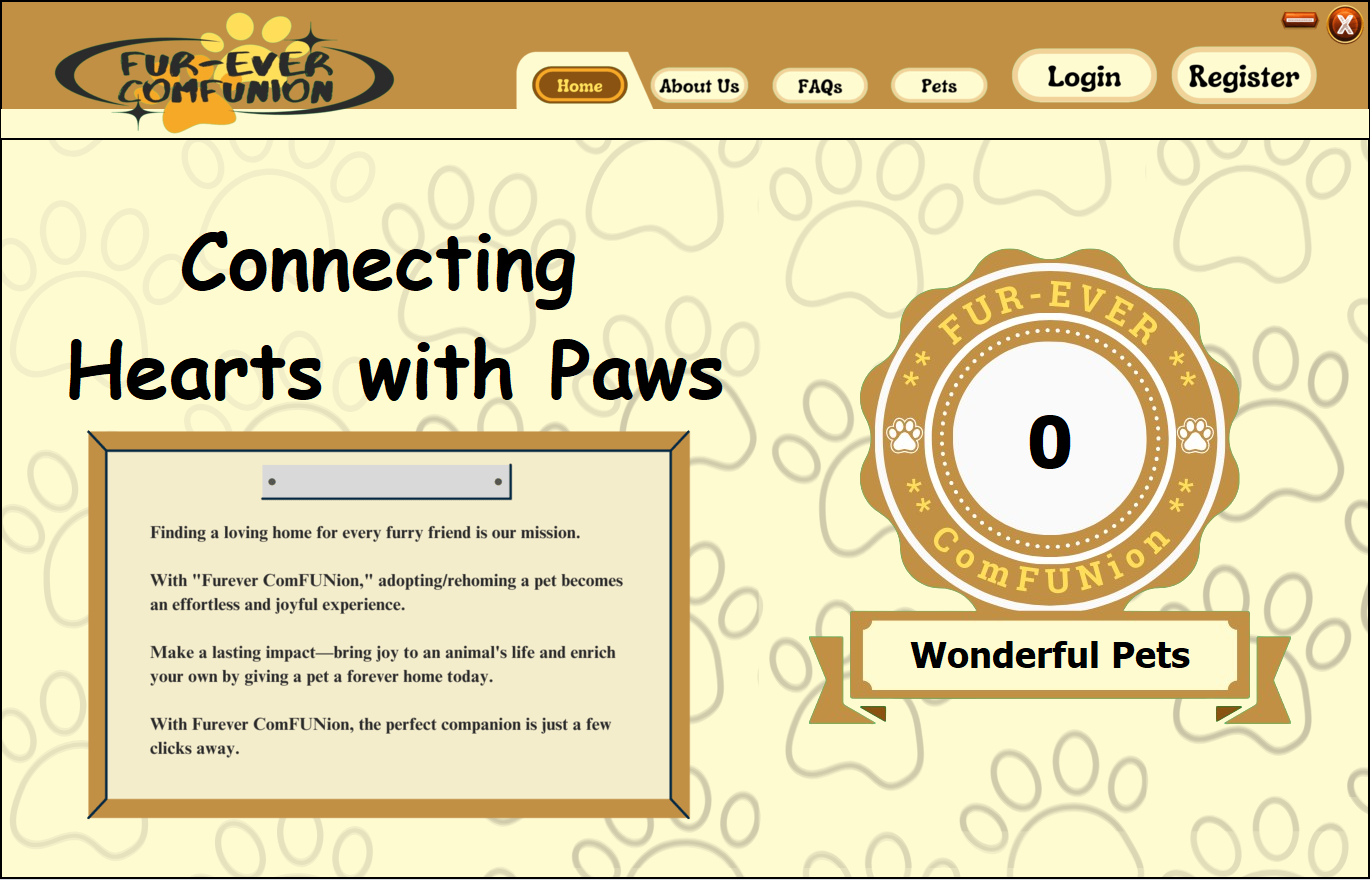 FUR-EVER
COMFUNION
Home
About Us
FAQs
Pets
Login
Register
X
Connecting
Hearts with Paws
Finding a loving home for every furry friend is our mission.
With "Furever ComFUNion," adopting/rehoming a pet becomes
an effortless and joyful experience.
Make a lasting impact—bring joy to an animal's life and enrich
your own by giving a pet a forever home today.
With Furever ComFUNion, the perfect companion is just a few
clicks away.
FUR-EVER
0
ComFUNion
Wonderful Pets